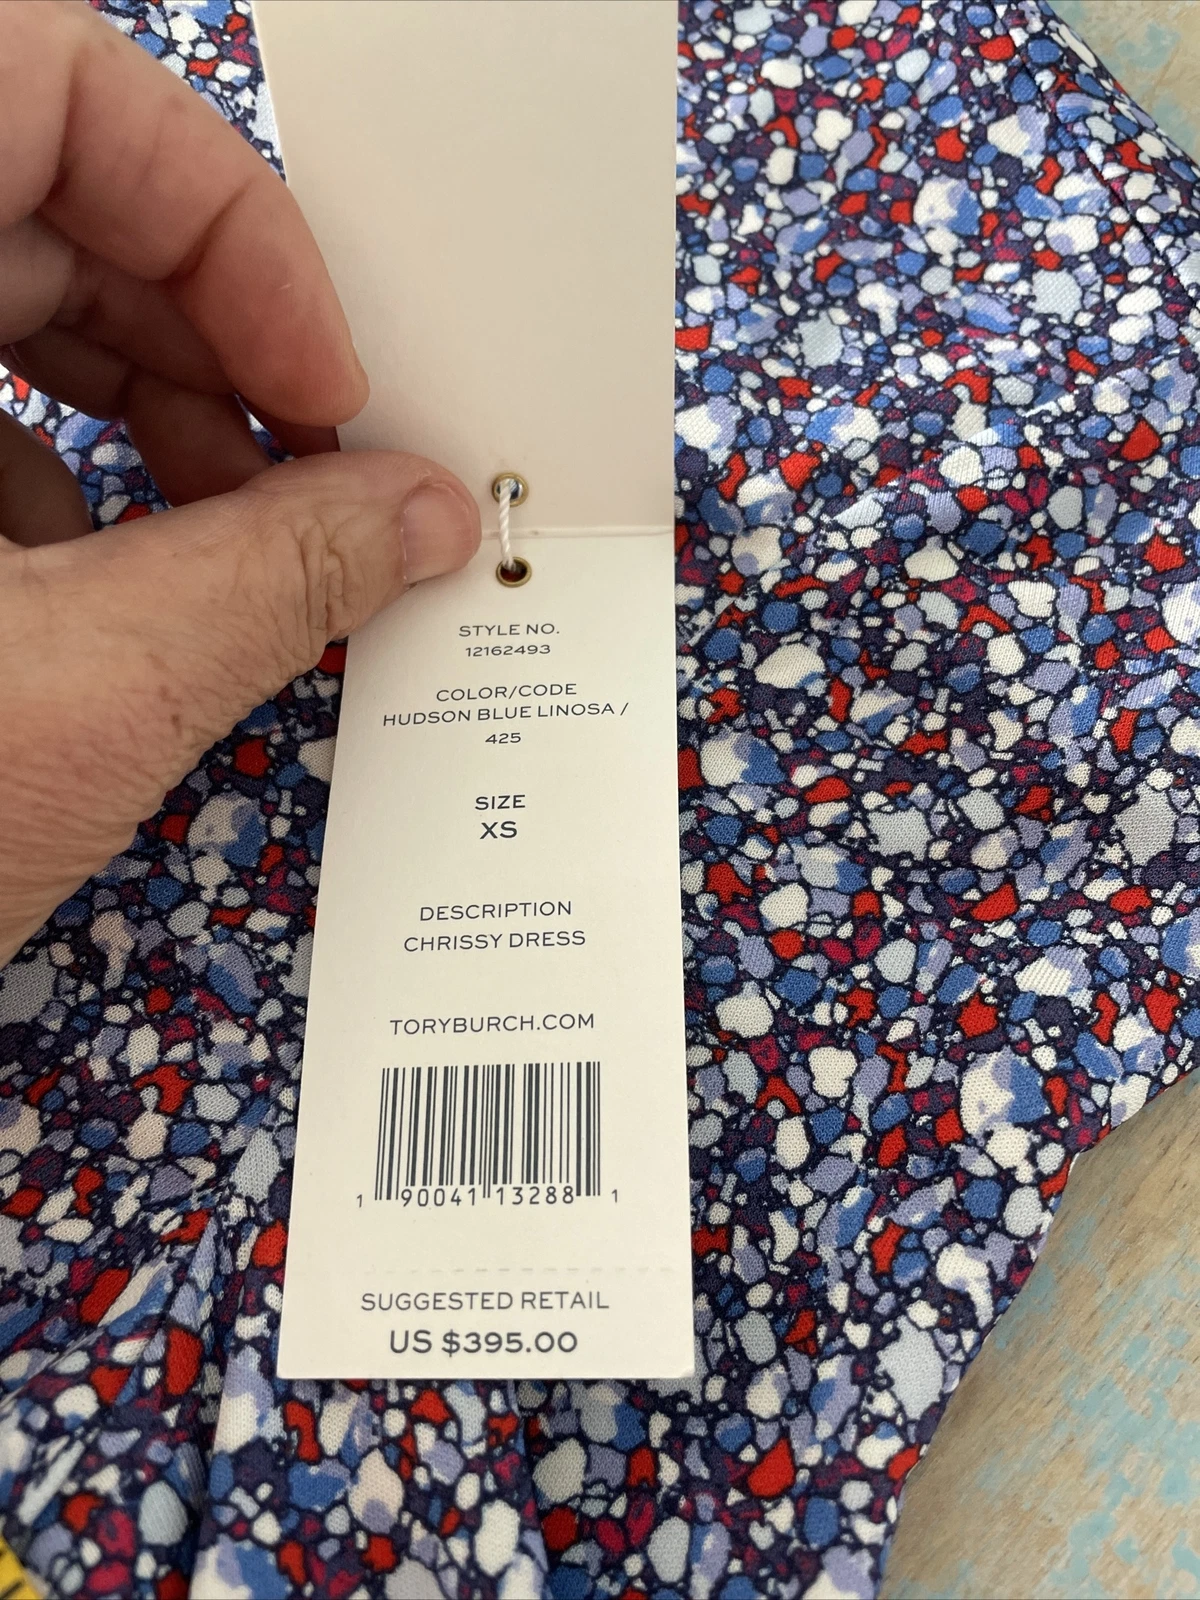 STYLE NO.
12162493
COLOR/CODE
HUDSON BLUE LINOSA /
425
SIZE
XS
DESCRIPTION
CHRISSY DRESS
TORYBURCH.COM
1 90041 13288 1
SUGGESTED RETAIL
US $395.00